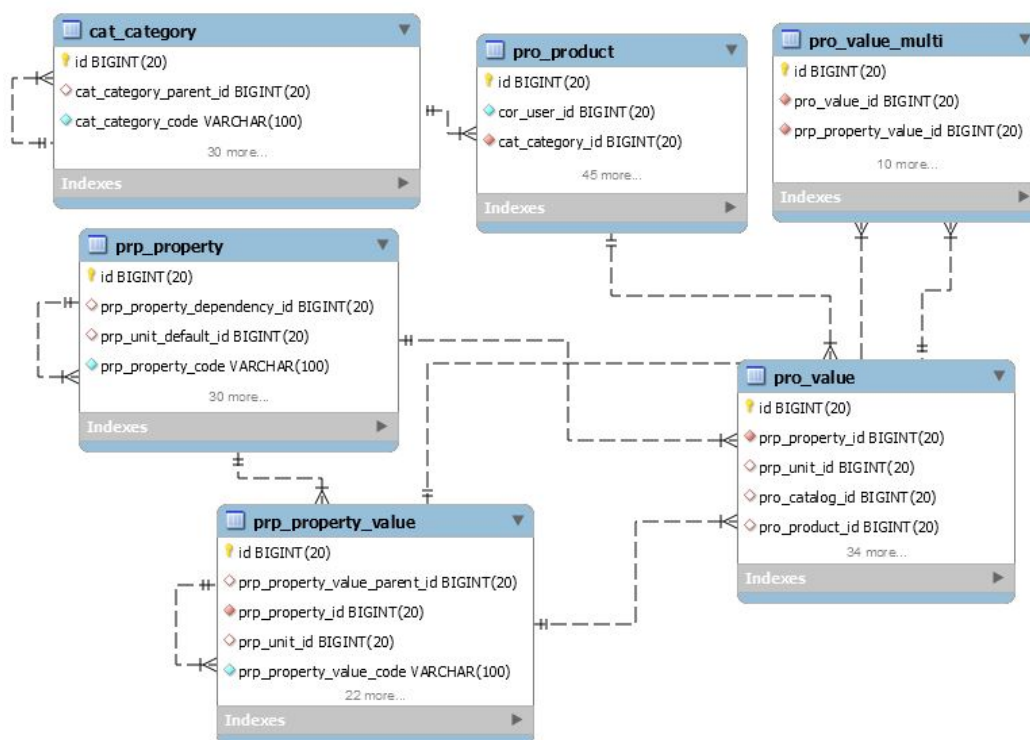 cat_category
id BIGINT(20)
cat_category_parent_id BIGINT(20)
cat_category_code VARCHAR(100)
30 more...
Indexes
pro_product
id BIGINT(20)
cor_user_id BIGINT(20)
cat_category_id BIGINT(20)
45 more...
Indexes
pro_value_multi
id BIGINT(20)
pro_value_id BIGINT(20)
prp_property_value_id BIGINT(20)
10 more...
Indexes
prp_property
id BIGINT(20)
prp_property_dependency_id BIGINT(20)
prp_unit_default_id BIGINT(20)
prp_property_code VARCHAR(100)
30 more...
Indexes
pro_value
id BIGINT(20)
prp_property_id BIGINT(20)
prp_unit_id BIGINT(20)
pro_catalog_id BIGINT(20)
pro_product_id BIGINT(20)
34 more...
Indexes
prp_property_value
id BIGINT(20)
prp_property_value_parent_id BIGINT(20)
prp_property_id BIGINT(20)
prp_unit_id BIGINT(20)
prp_property_value_code VARCHAR(100)
22 more...
Indexes